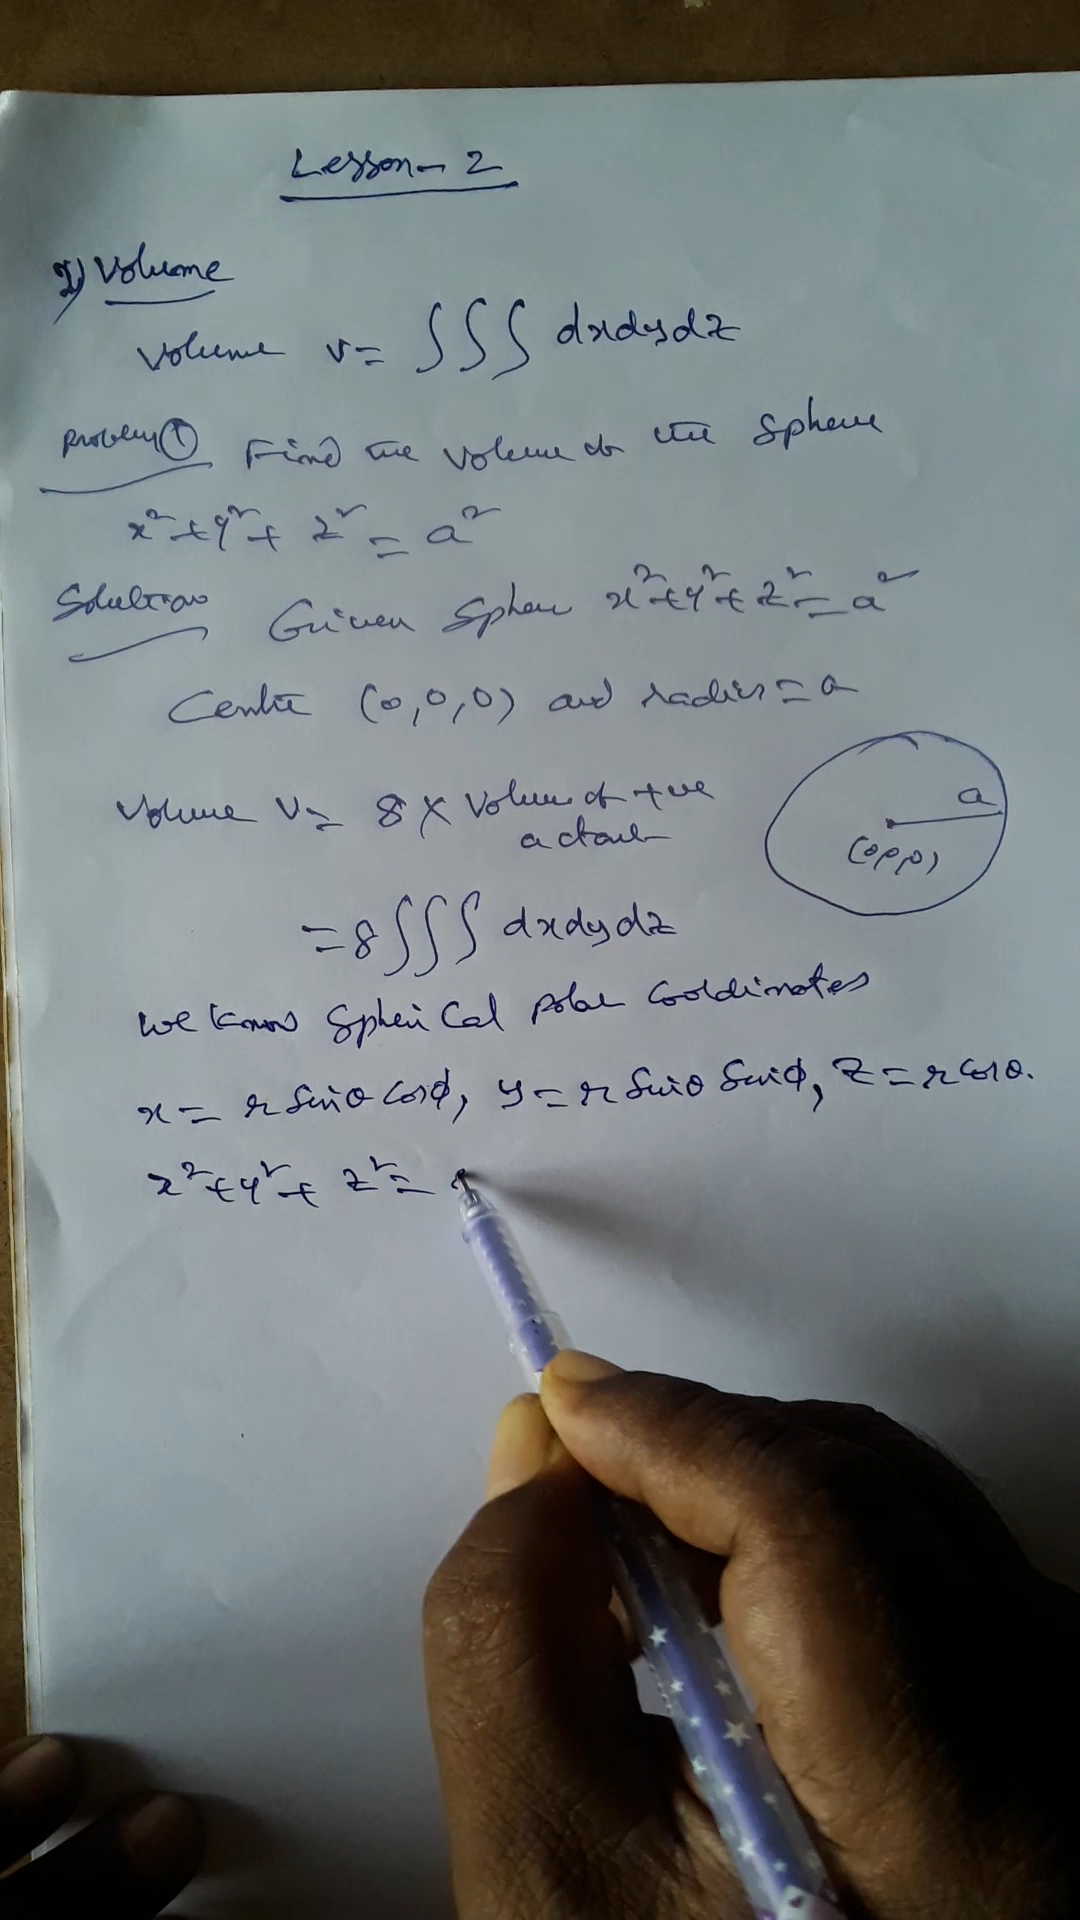 Lesson-2
I) Volume
Volume v= ∫∫∫ dxdydz
Problem ① Find the volume of the sphere
x²+y²+z²=a²
Solution Given Sphere x²+y²+z²=a²
Centre (0,0,0) and radius=a
Volume V= 8× Volume of +ve
octant
a
(0,0,0)
=8∫∫∫ dxdydz
We know Spherical polar Coordinates
x= r Sinθ Cosφ, y= r Sinθ Sinφ, z=r Cosθ.
x²+y²+z²=